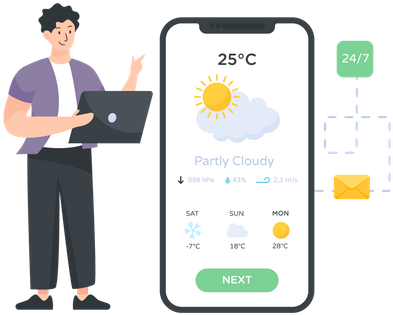 25°C
24/7
Partly Cloudy
998 hPa 43% 2.1 m/s
SAT SUN MON
-7°C 18°C 28°C
NEXT